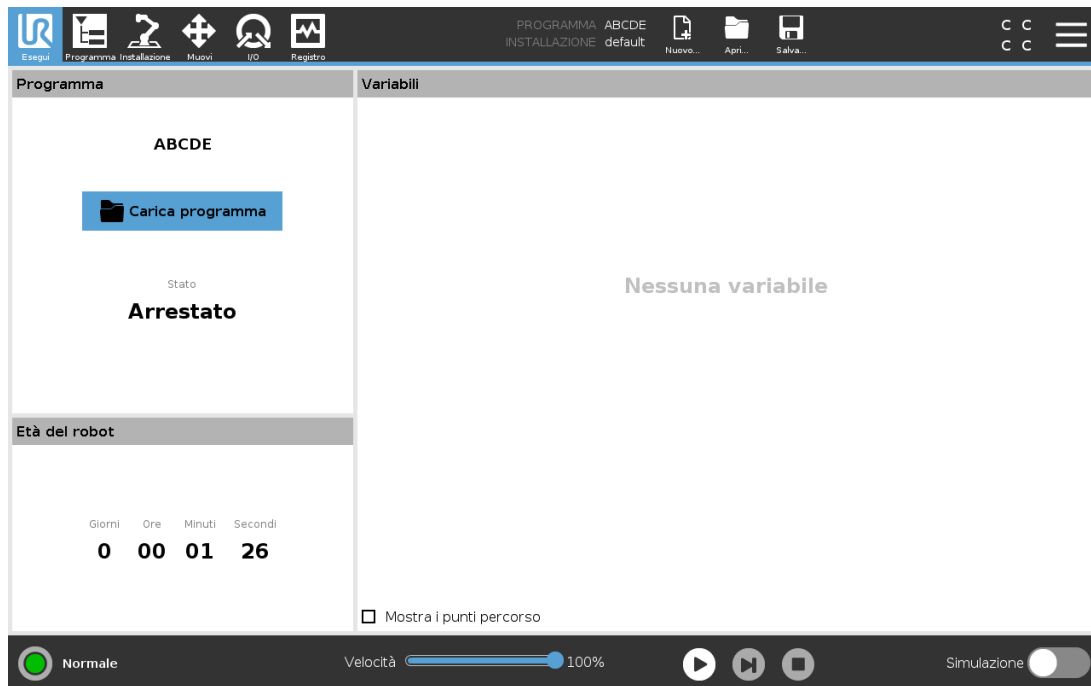 PROGRAMMA ABCDE
INSTALLAZIONE default
Esegui Programma Installazione Muovi I/O Registro
Nuovo... Apri... Salva...
C C
C C
Programma
Variabili
ABCDE
Carica programma
Stato
Arrestato
Nessuna variabile
Età del robot
Giorni Ore Minuti Secondi
0 00 01 26
Mostra i punti percorso
Normale
Velocità 100%
Simulazione